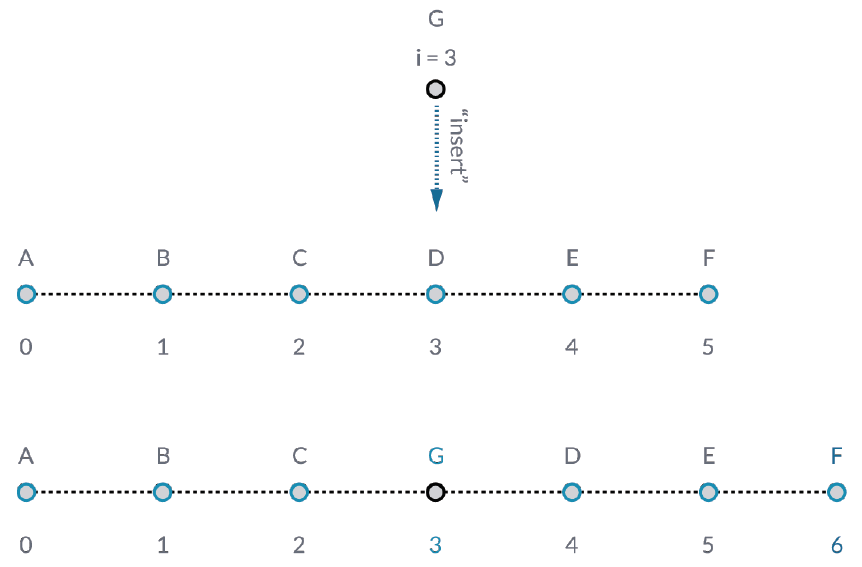 G
i = 3
“insert”
A B C D E F
0 1 2 3 4 5
A B C G D E F
0 1 2 3 4 5 6